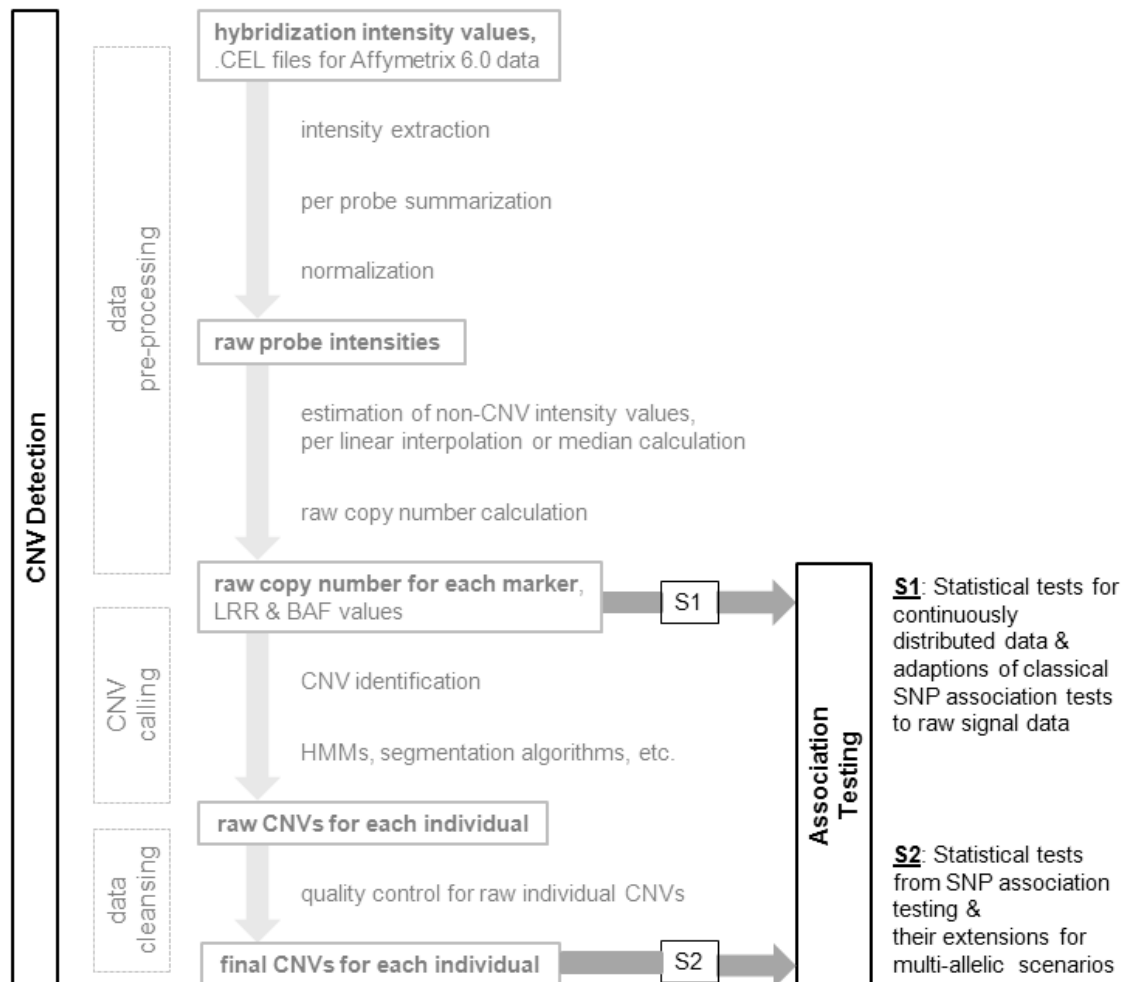 CNV Detection
data
pre-processing
CNV
calling
data
cleansing
hybridization intensity values,
.CEL files for Affymetrix 6.0 data
intensity extraction
per probe summarization
normalization
raw probe intensities
estimation of non-CNV intensity values,
per linear interpolation or median calculation
raw copy number calculation
raw copy number for each marker,
LRR & BAF values
S1
CNV identification
HMMs, segmentation algorithms, etc.
raw CNVs for each individual
quality control for raw individual CNVs
final CNVs for each individual
S2
Association
Testing
S1: Statistical tests for
continuously
distributed data &
adaptions of classical
SNP association tests
to raw signal data
S2: Statistical tests
from SNP association
testing &
their extensions for
multi-allelic scenarios